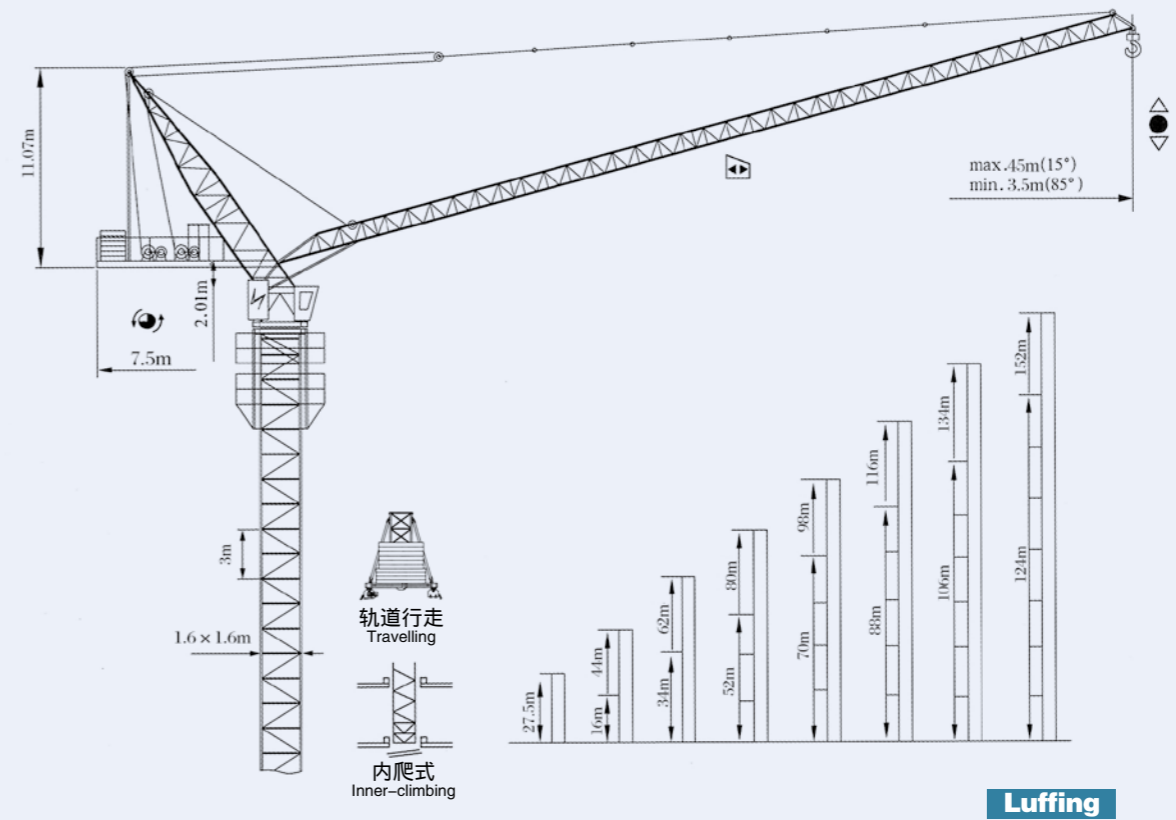 11.07m
max.45m(15°)
min. 3.5m(85°)
2.01m
7.5m
3m
1.6×1.6m
轨道行走
Travelling
内爬式
Inner-climbing
27.5m
44m
16m
62m
34m
80m
52m
98m
70m
116m
88m
134m
106m
152m
124m
Luffing